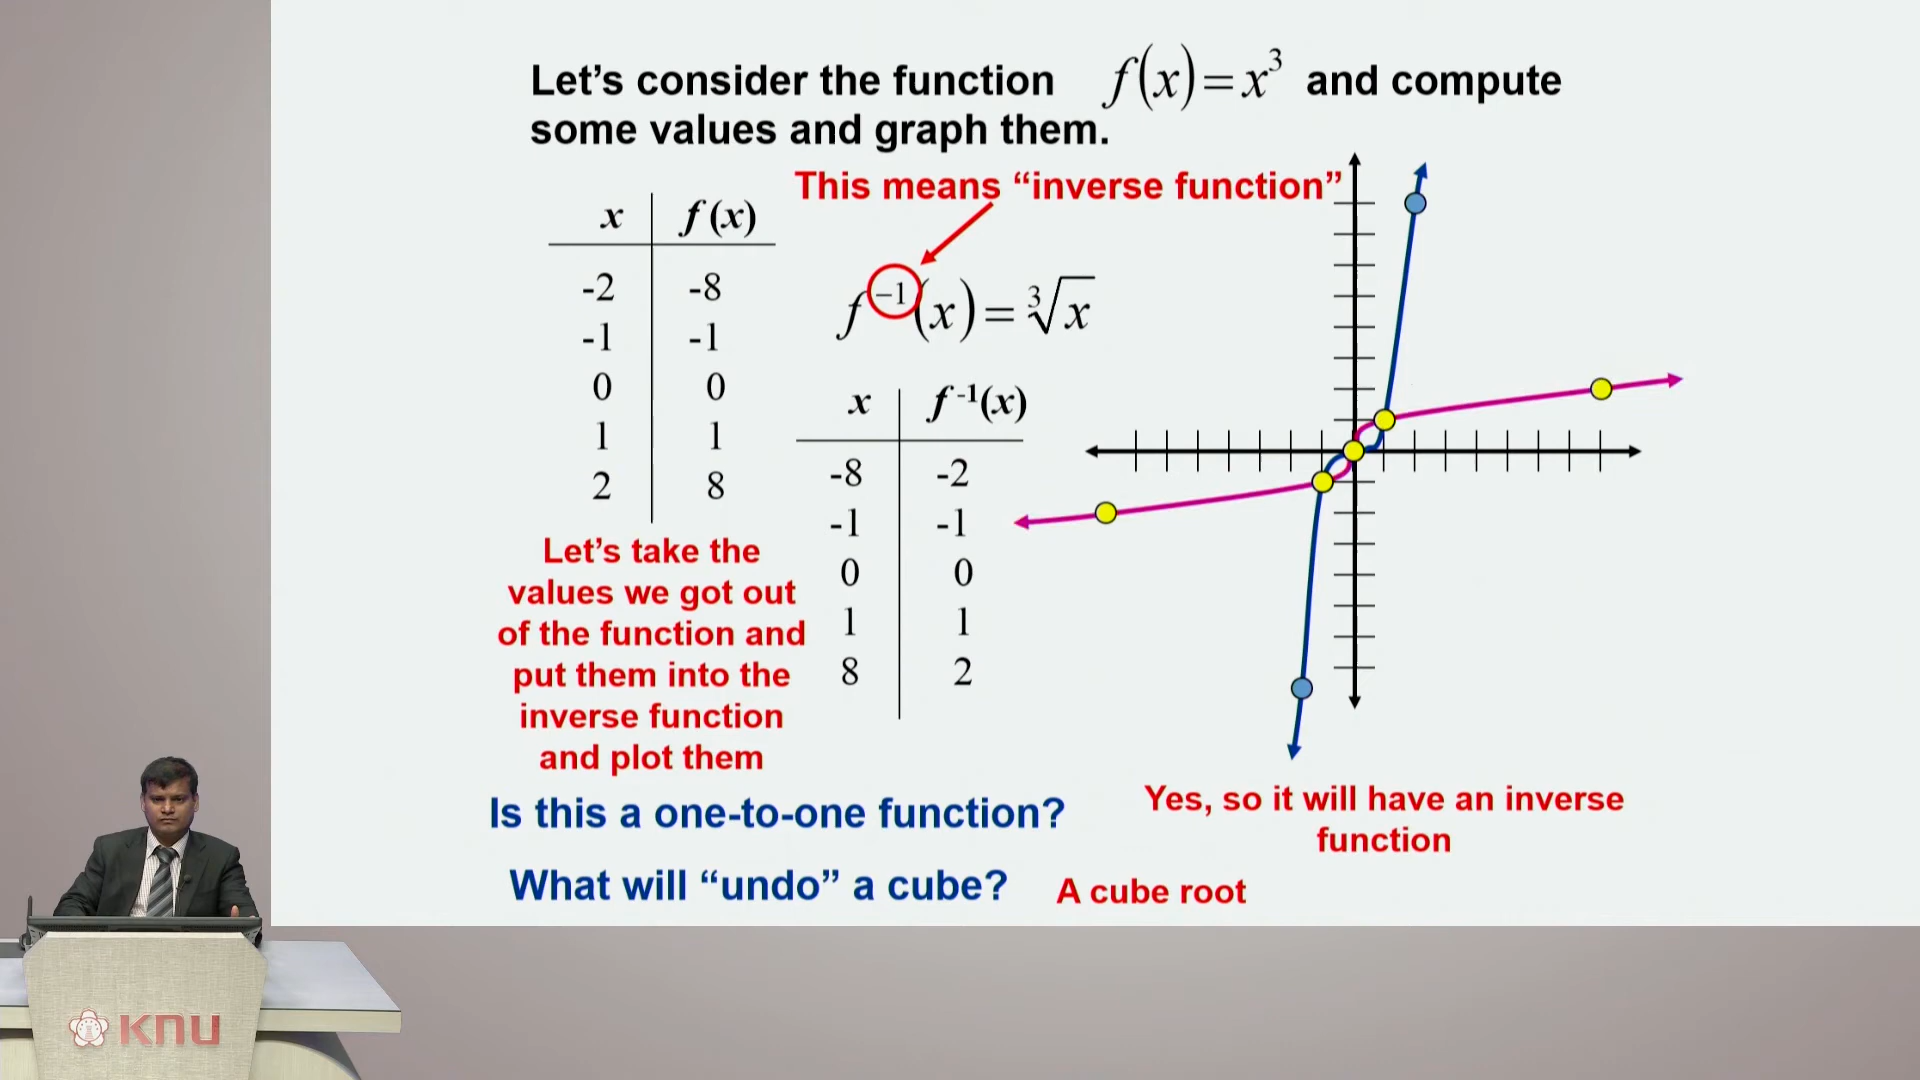 Let’s consider the function f(x)=x³ and compute
some values and graph them.
This means “inverse function”
x f(x)
-2 -8
-1 -1
0 0
1 1
2 8
f⁻¹(x)=∛x
x f⁻¹(x)
-8 -2
-1 -1
0 0
1 1
8 2
Let’s take the
values we got out
of the function and
put them into the
inverse function
and plot them
Is this a one-to-one function?
Yes, so it will have an inverse
function
What will “undo” a cube?
A cube root
KNU